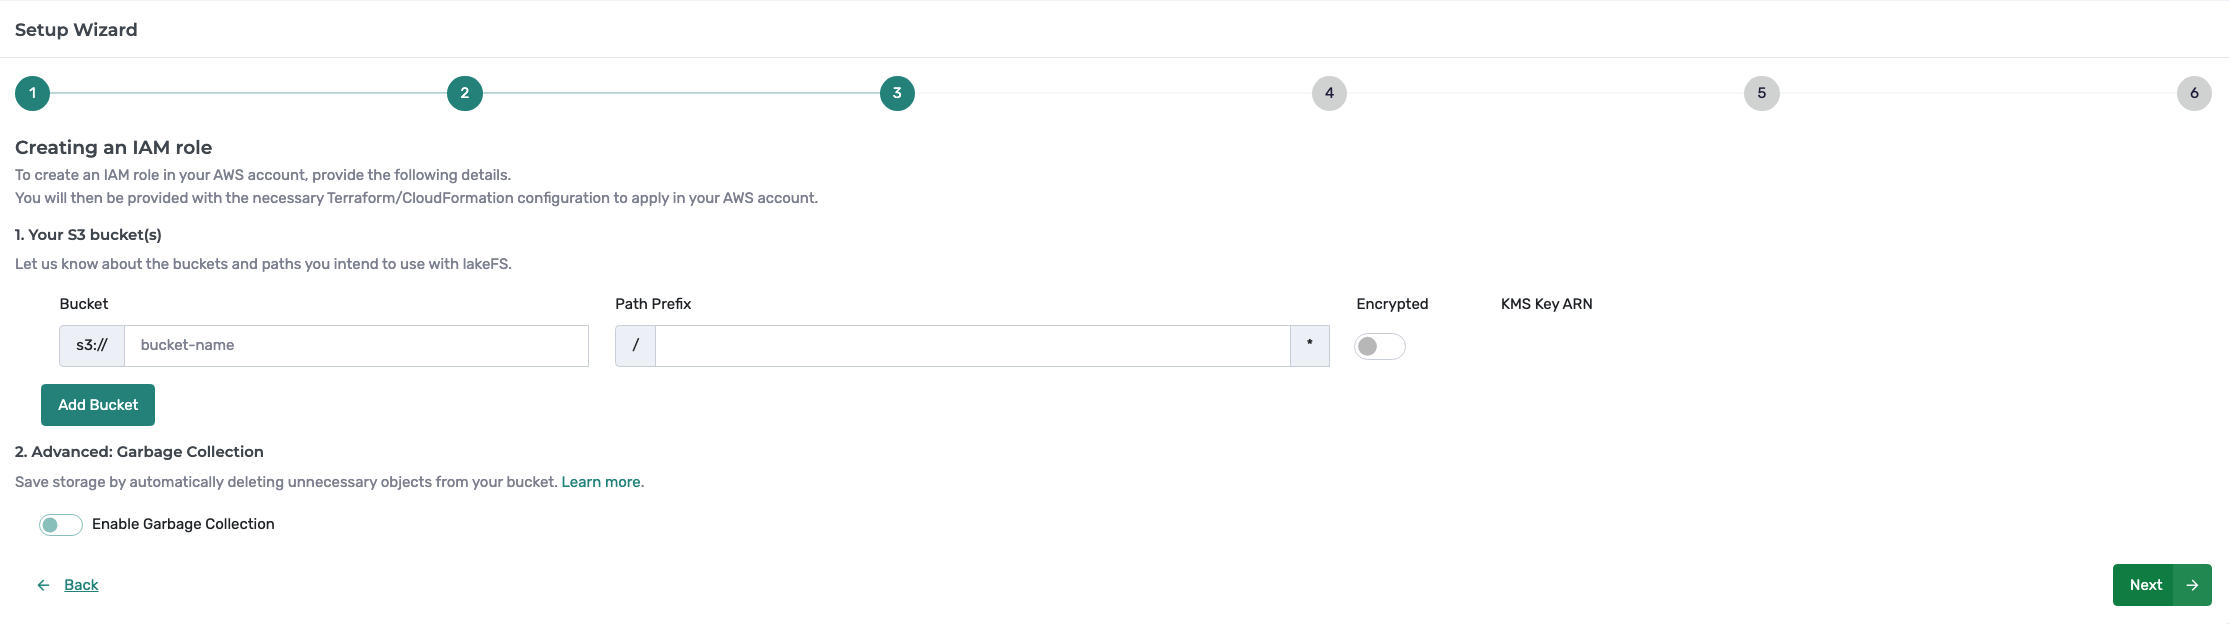 Setup Wizard
1 2 3 4 5 6
Creating an IAM role
To create an IAM role in your AWS account, provide the following details.
You will then be provided with the necessary Terraform/CloudFormation configuration to apply in your AWS account.
1. Your S3 bucket(s)
Let us know about the buckets and paths you intend to use with lakeFS.
Bucket Path Prefix Encrypted KMS Key ARN
s3:// bucket-name / *
Add Bucket
2. Advanced: Garbage Collection
Save storage by automatically deleting unnecessary objects from your bucket. Learn more.
Enable Garbage Collection
← Back Next →